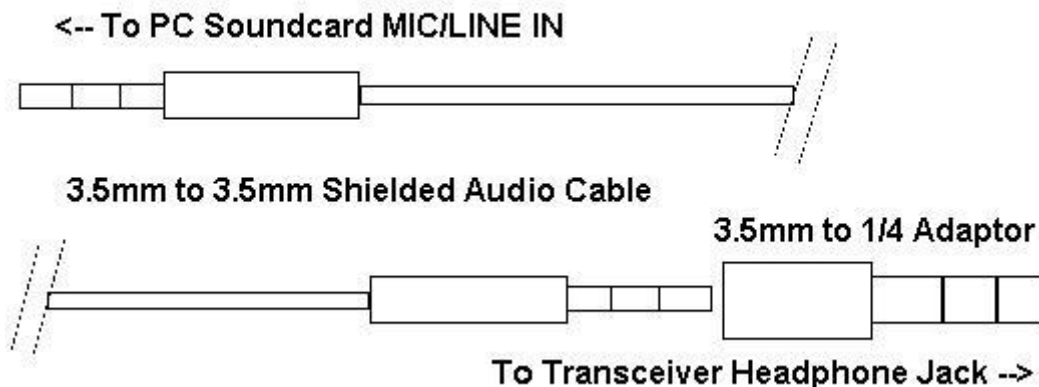 <-- To PC Soundcard MIC/LINE IN
3.5mm to 3.5mm Shielded Audio Cable
3.5mm to 1/4 Adaptor
To Transceiver Headphone Jack -->